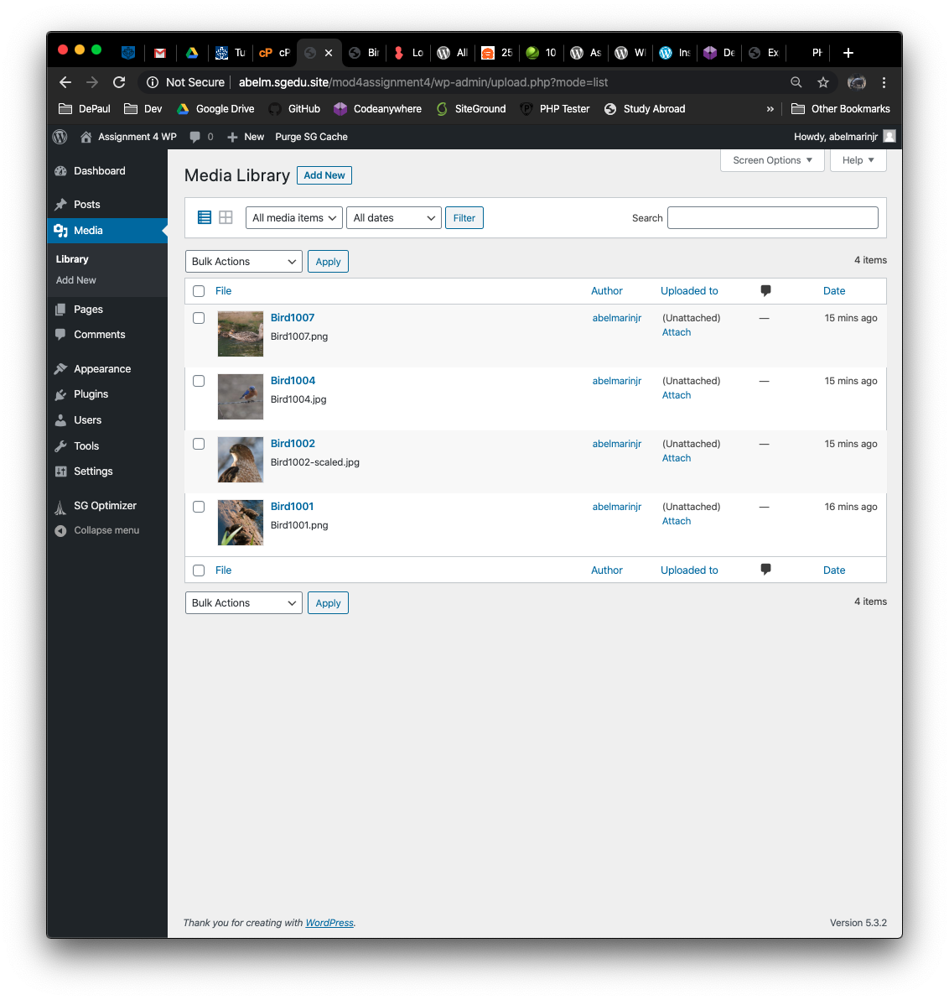 Tu
cP cP
Bir
Lo
All
25
10
As
Wl
Ins
De
Ex
PH
Not Secure | abelm.sgedu.site/mod4assignment4/wp-admin/upload.php?mode=list
DePaul Dev Google Drive GitHub Codeanywhere SiteGround PHP Tester Study Abroad » Other Bookmarks
Assignment 4 WP 0 New Purge SG Cache Howdy, abelmarinjr
Dashboard
Posts
Media
Library
Add New
Pages
Comments
Appearance
Plugins
Users
Tools
Settings
SG Optimizer
Collapse menu
Screen Options Help
Media Library Add New
All media items All dates Filter Search
Bulk Actions Apply 4 items
File Author Uploaded to Date
Bird1007 abelmarinjr (Unattached) — 15 mins ago
Attach
Bird1007.png
Bird1004 abelmarinjr (Unattached) — 15 mins ago
Attach
Bird1004.jpg
Bird1002 abelmarinjr (Unattached) — 15 mins ago
Attach
Bird1002-scaled.jpg
Bird1001 abelmarinjr (Unattached) — 16 mins ago
Attach
Bird1001.png
File Author Uploaded to Date
Bulk Actions Apply 4 items
Thank you for creating with WordPress. Version 5.3.2